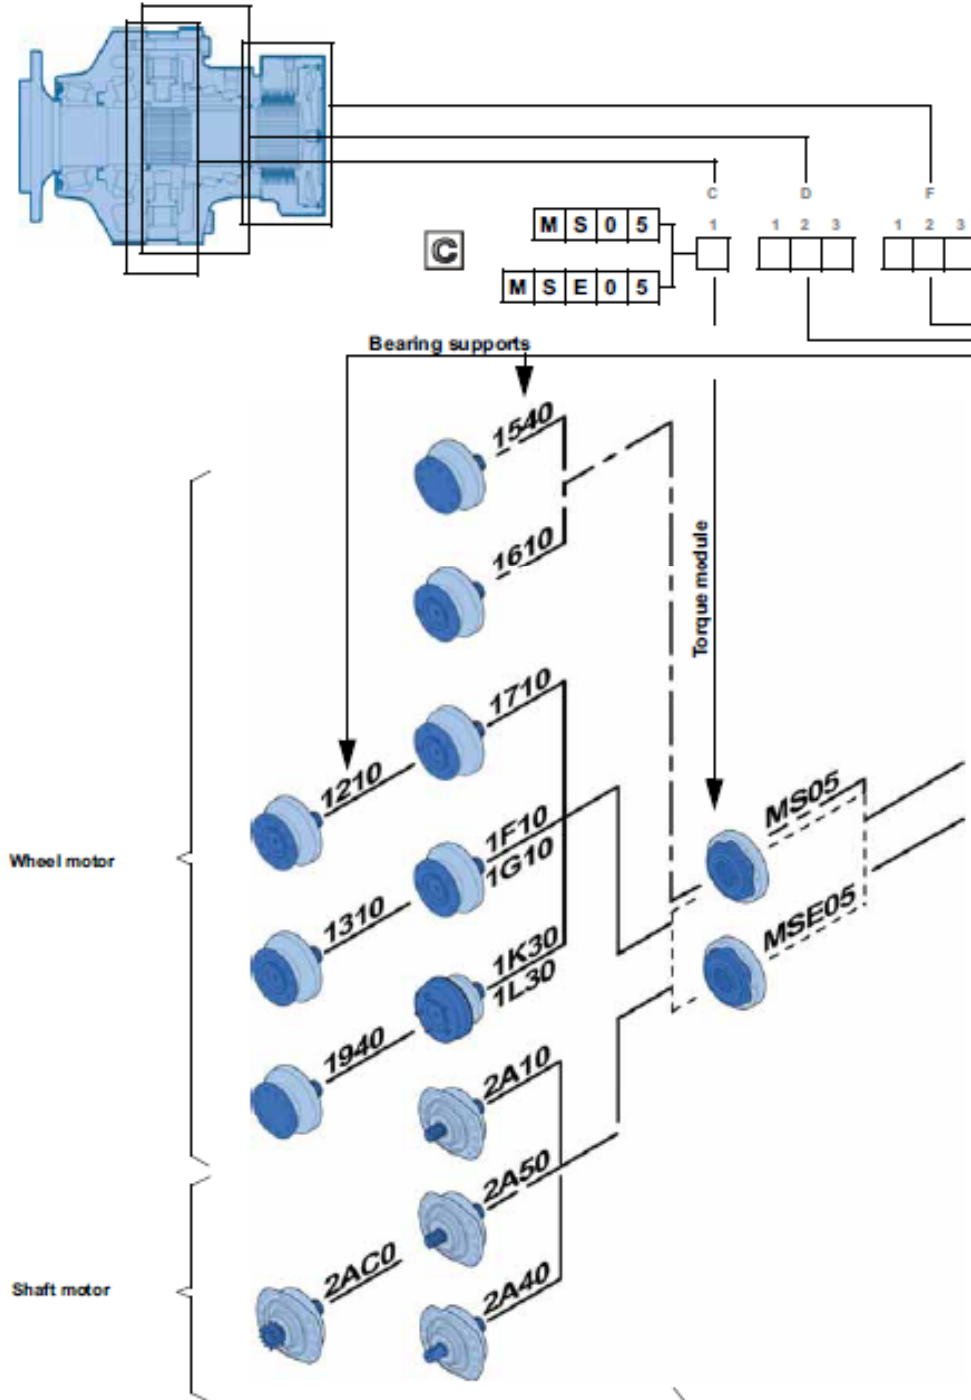 C D F
M S 0 5
1 1 2 3 1 2 3
C
M S E 0 5
Bearing supports
1540
1610
Torque module
1710
1210
MS05
1F10
1G10
Wheel motor
1310
MSE05
1K30
1L30
1940
2A10
2A50
2AC0
Shaft motor
2A40